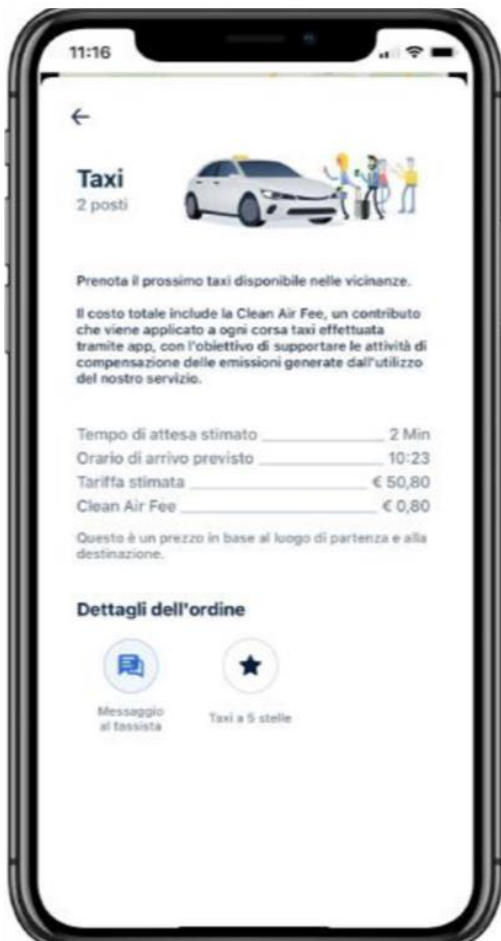 11:16
Taxi
2 posti
Prenota il prossimo taxi disponibile nelle vicinanze.
Il costo totale include la Clean Air Fee, un contributo
che viene applicato a ogni corsa taxi effettuata
tramite app, con l'obiettivo di supportare le attività di
compensazione delle emissioni generate dall'utilizzo
del nostro servizio.
Tempo di attesa stimato 2 Min
Orario di arrivo previsto 10:23
Tariffa stimata € 50,80
Clean Air Fee € 0,80
Questo è un prezzo in base al luogo di partenza e alla
destinazione.
Dettagli dell'ordine
Messaggio
al tassista
Taxi a 5 stelle